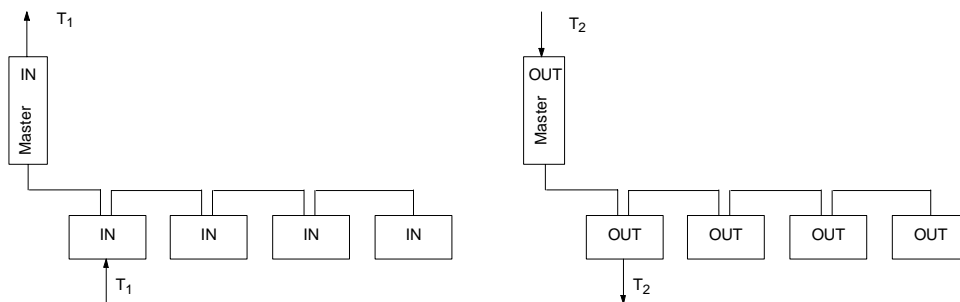 T1
T2
IN
OUT
Master
Master
IN IN IN IN
OUT OUT OUT OUT
T1
T2